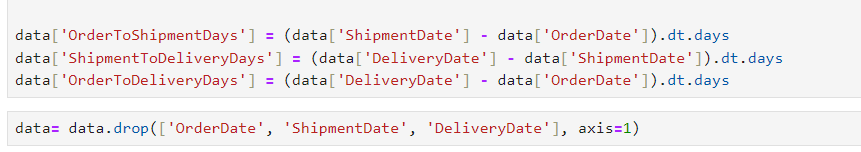 data['OrderToShipmentDays'] = (data['ShipmentDate'] - data['OrderDate']).dt.days
data['ShipmentToDeliveryDays'] = (data['DeliveryDate'] - data['ShipmentDate']).dt.days
data['OrderToDeliveryDays'] = (data['DeliveryDate'] - data['OrderDate']).dt.days
data= data.drop(['OrderDate', 'ShipmentDate', 'DeliveryDate'], axis=1)